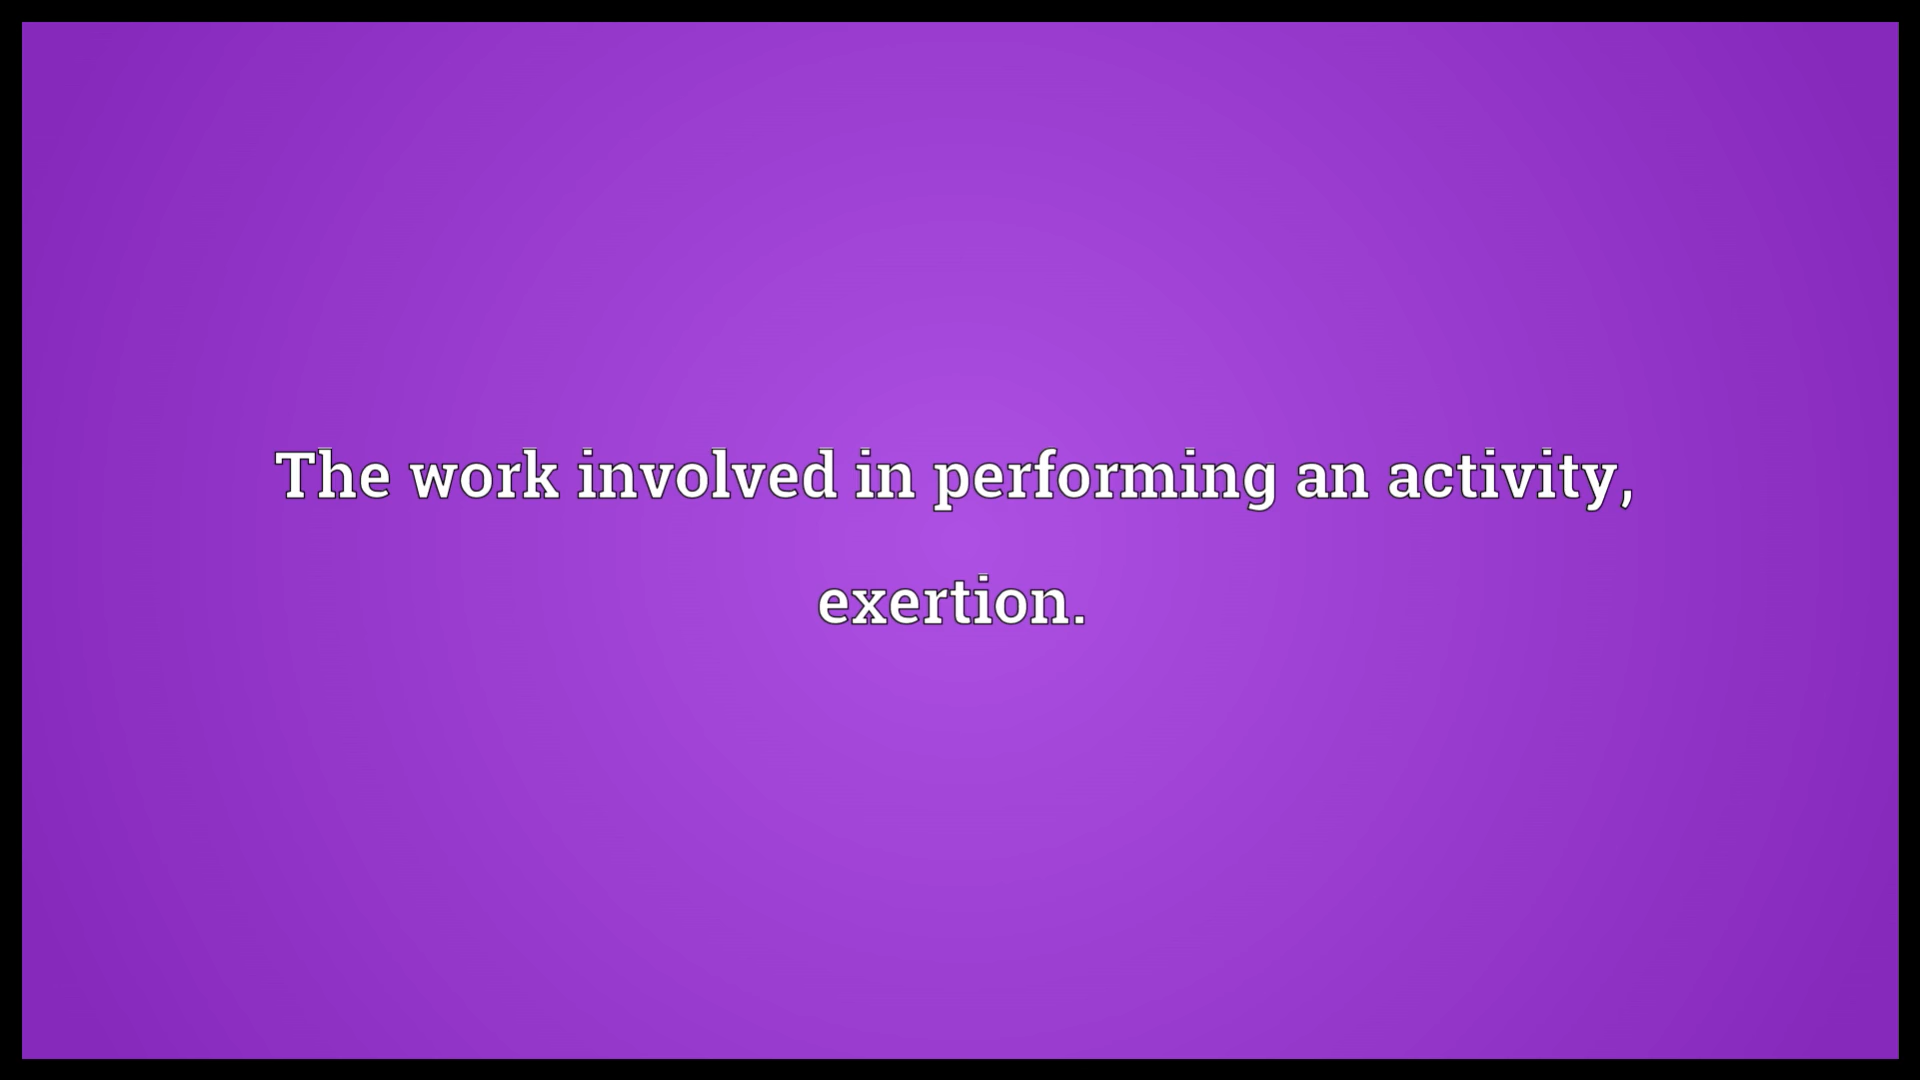 The work involved in performing an activity,
exertion.